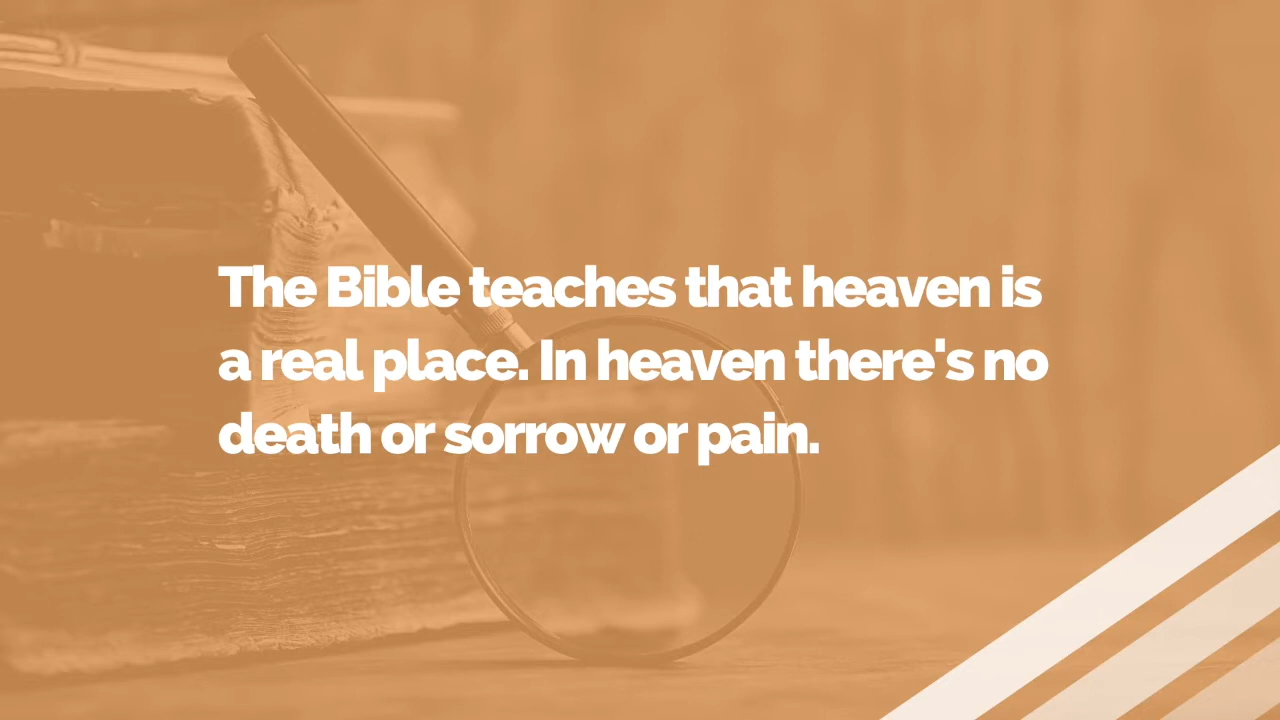 The Bible teaches that heaven is
a real place. In heaven there's no
death or sorrow or pain.